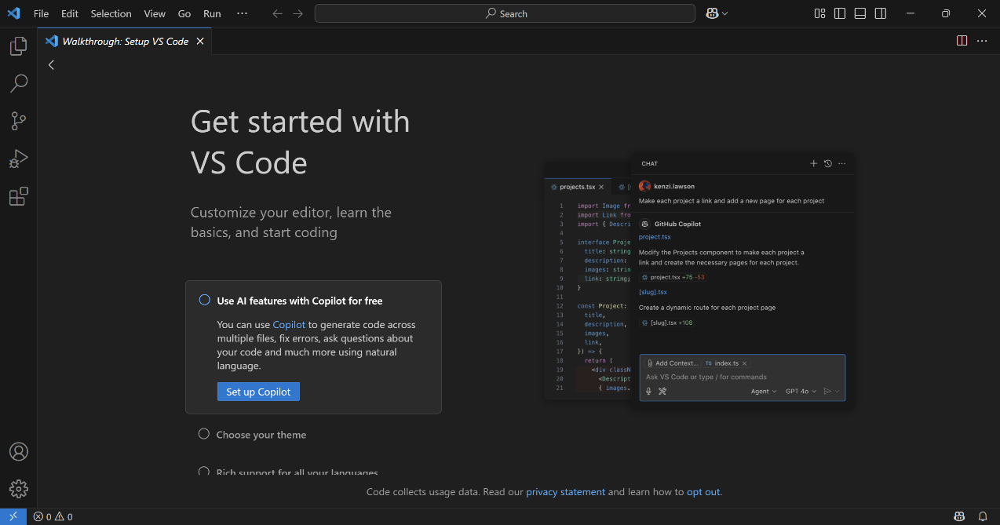 File Edit Selection View Go Run ···
Search
Walkthrough: Setup VS Code
Get started with
VS Code
Customize your editor, learn the
basics, and start coding
Use AI features with Copilot for free
You can use Copilot to generate code across
multiple files, fix errors, ask questions about
your code and much more using natural
language.
Set up Copilot
Choose your theme
Rich support for all your languages
projects.tsx
1 import Image fr
2 import Link fro
3 import { Descri
4
5 interface Proje
6 title: string
7 description:
8 images: strin
9 link: string;
10 }
11
12 const Project:
13 title,
14 description,
15 images,
16 link,
17 }) => {
18 return (
19 <div classN
20 <Descript
21 { images.
CHAT
kenzi.lawson
Make each project a link and add a new page for each project
GitHub Copilot
project.tsx
Modify the Projects component to make each project a
link and create the necessary pages for each project.
project.tsx +75 -53
[slug].tsx
Create a dynamic route for each project page
[slug].tsx +108
Add Context... TS index.ts
Ask VS Code or type / for commands
Agent GPT 4o
Code collects usage data. Read our privacy statement and learn how to opt out.
0 0